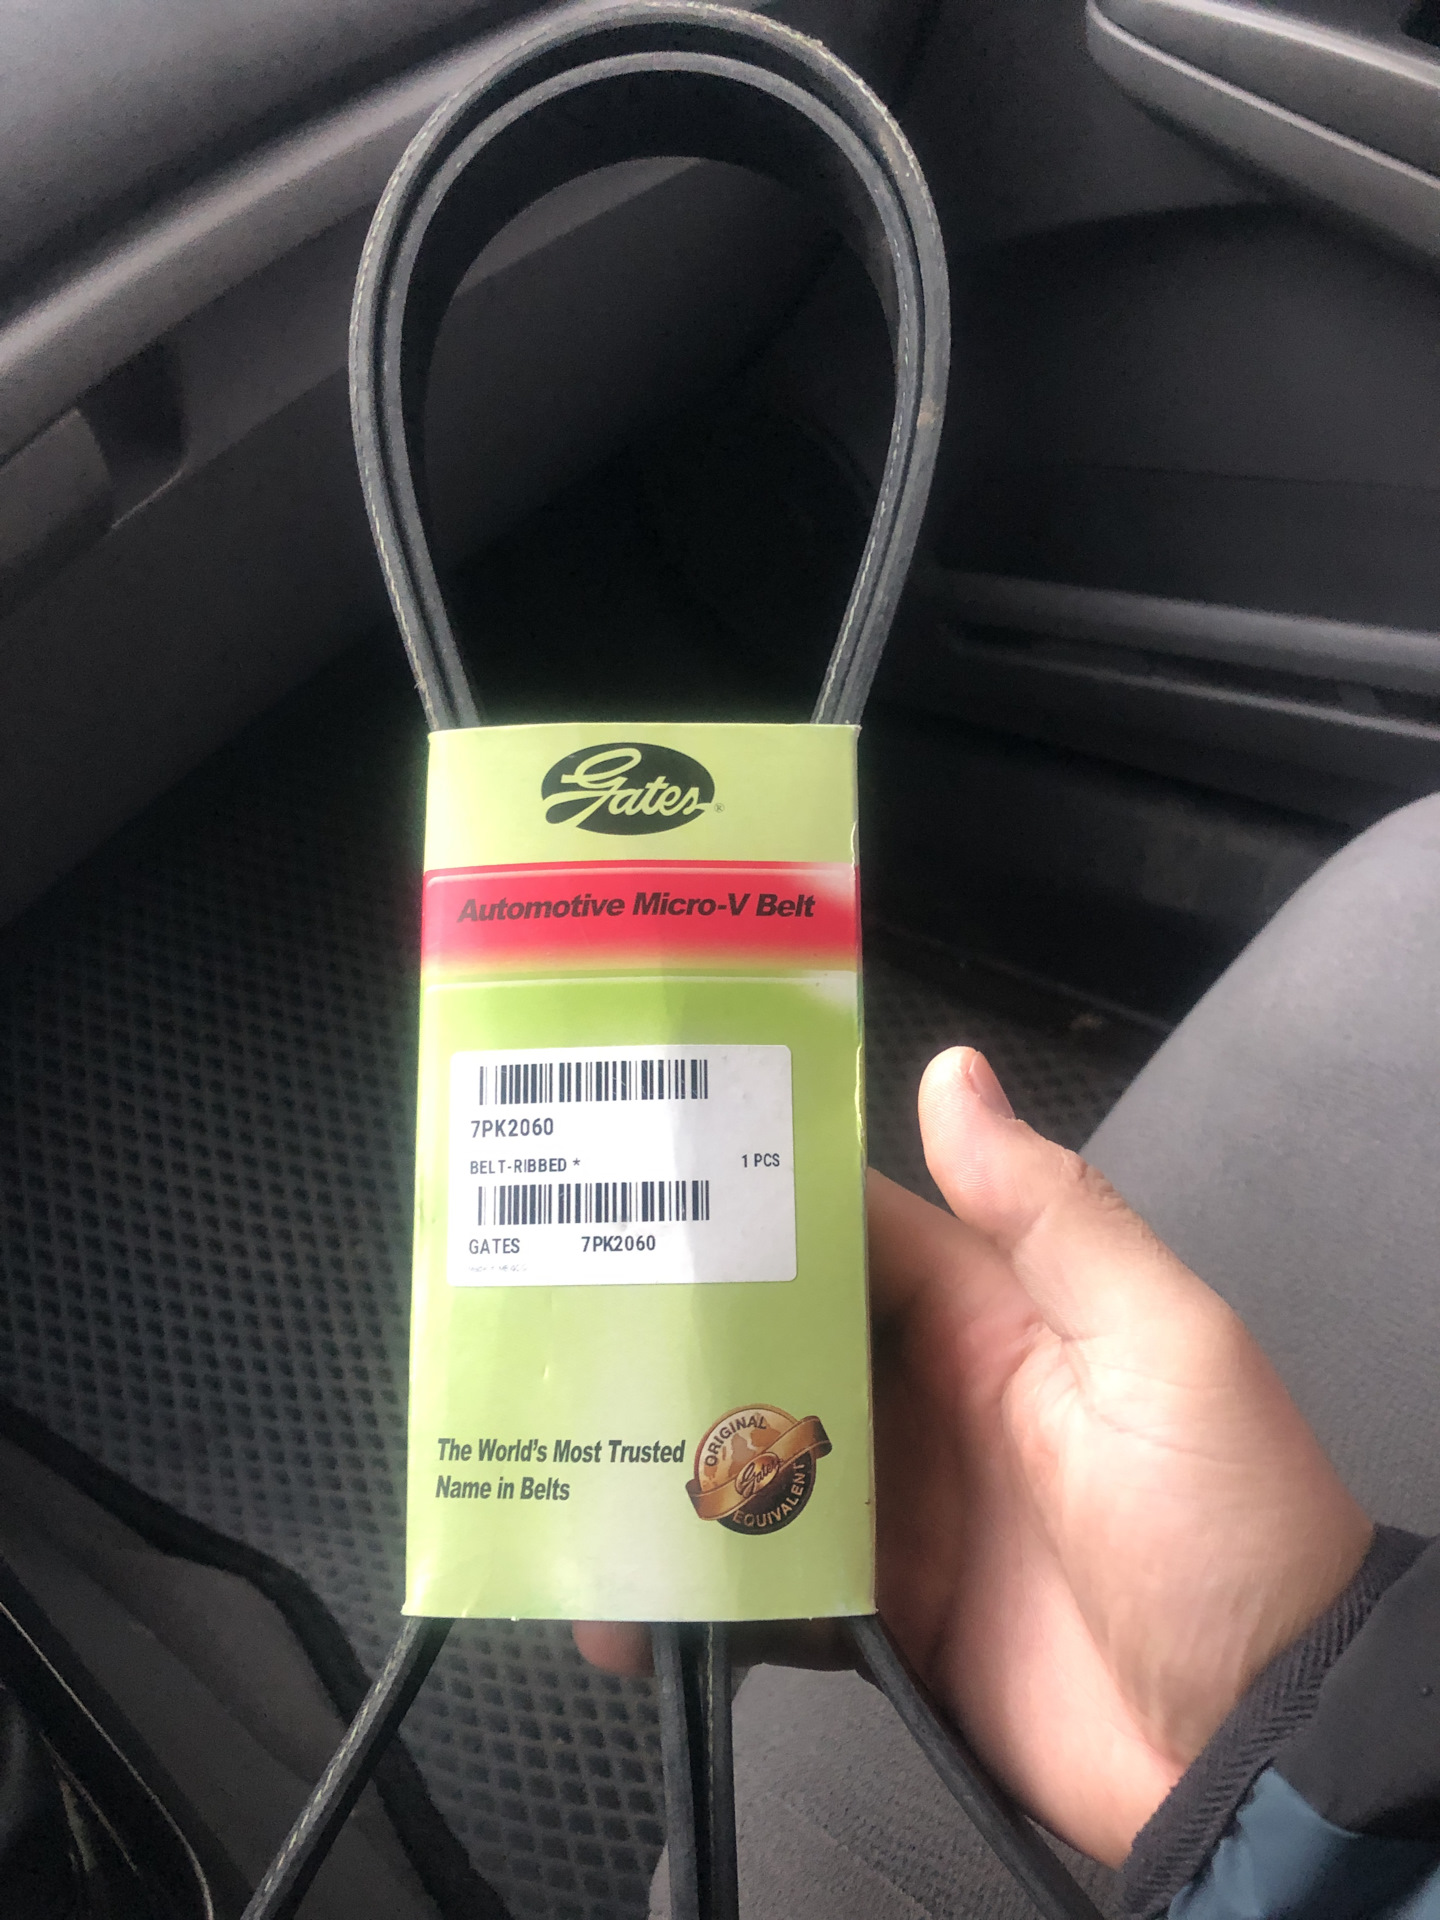 Gates®
Automotive Micro-V Belt
7PK2060
BELT-RIBBED * 1 PCS
GATES 7PK2060
The World's Most Trusted
Name in Belts
ORIGINAL
Gates
EQUIVALENT